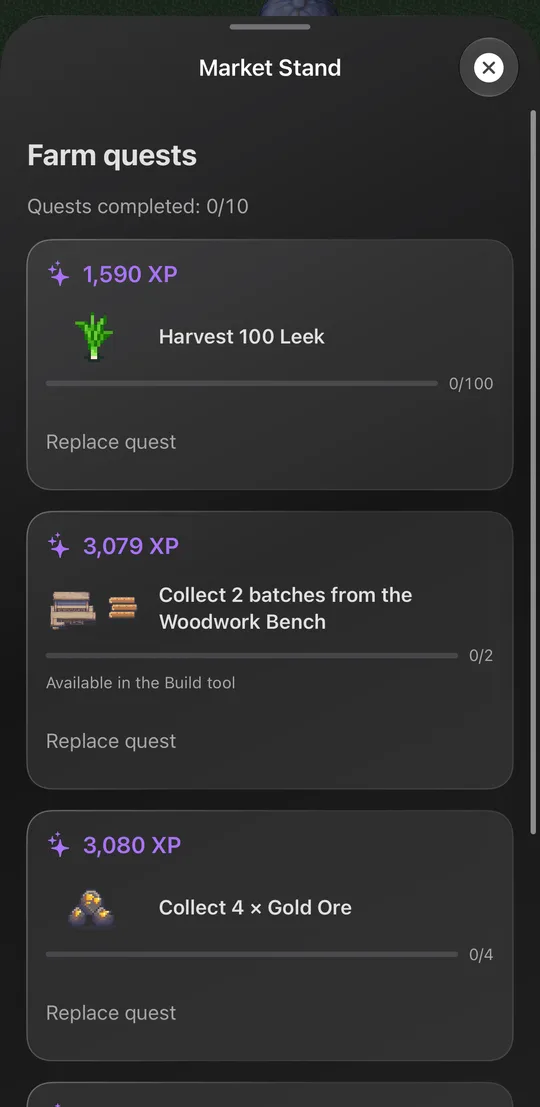 Market Stand
Farm quests
Quests completed: 0/10
1,590 XP
Harvest 100 Leek
0/100
Replace quest
3,079 XP
Collect 2 batches from the
Woodwork Bench
0/2
Available in the Build tool
Replace quest
3,080 XP
Collect 4 × Gold Ore
0/4
Replace quest